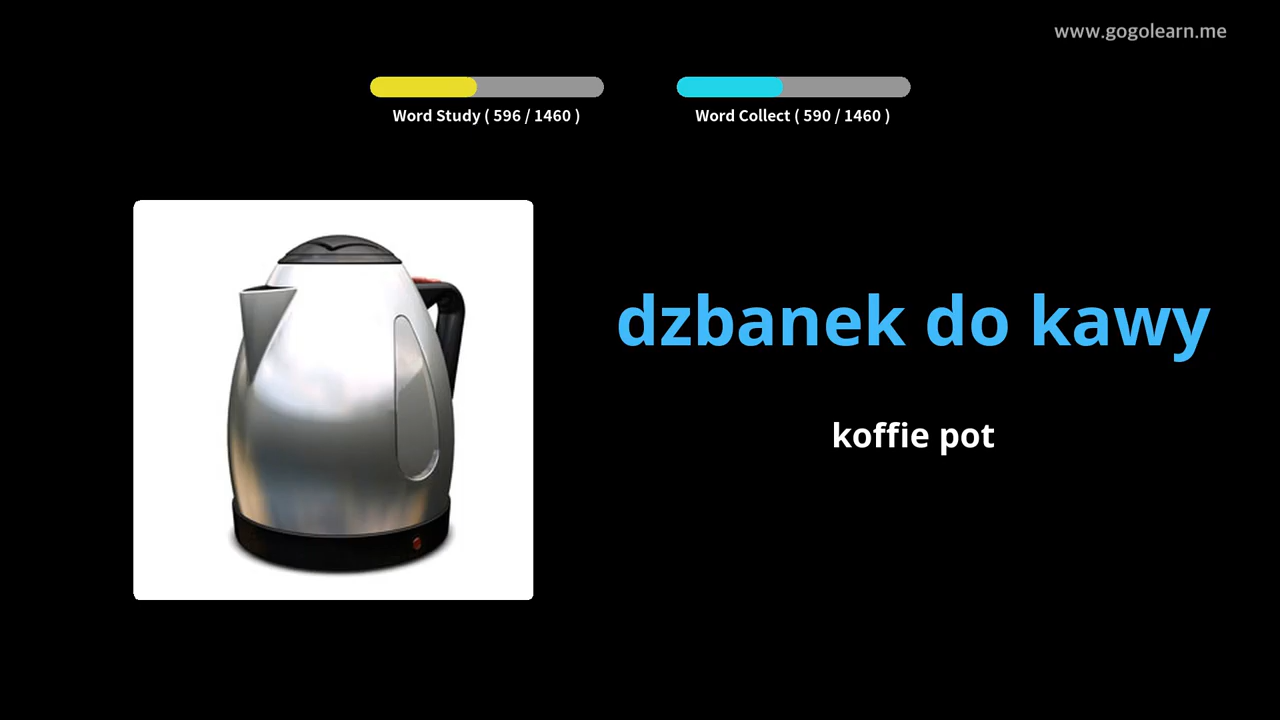 www.gogolearn.me
Word Study ( 596 / 1460 )
Word Collect ( 590 / 1460 )
dzbanek do kawy
koffie pot